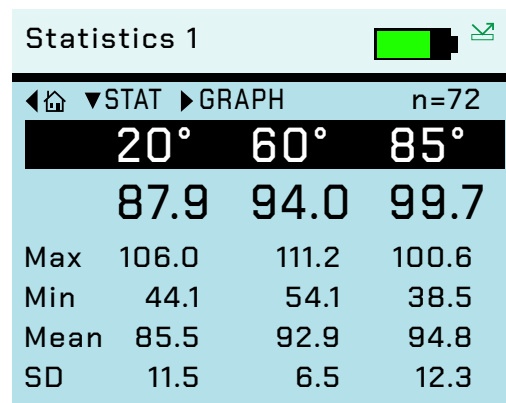 Statistics 1
STAT GRAPH n=72
20° 60° 85°
87.9 94.0 99.7
Max 106.0 111.2 100.6
Min 44.1 54.1 38.5
Mean 85.5 92.9 94.8
SD 11.5 6.5 12.3